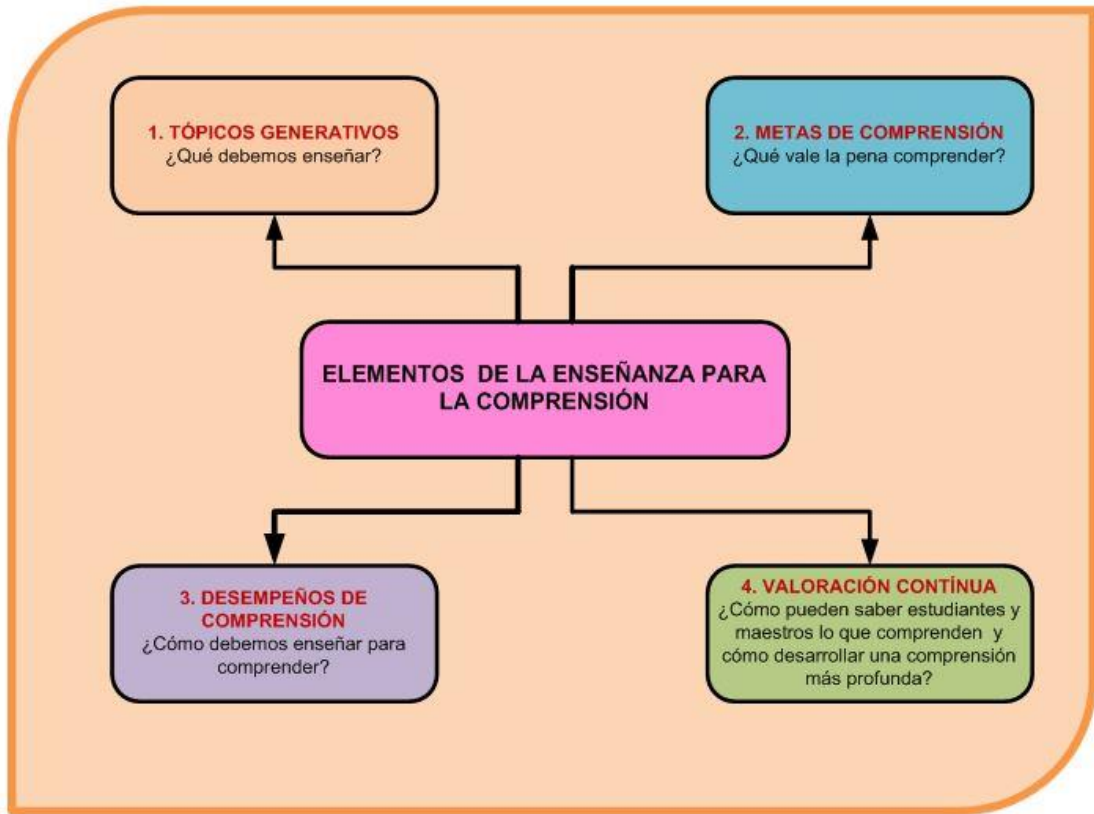 1. TÓPICOS GENERATIVOS
¿Qué debemos enseñar?
2. METAS DE COMPRENSIÓN
¿Qué vale la pena comprender?
ELEMENTOS DE LA ENSEÑANZA PARA
LA COMPRENSIÓN
3. DESEMPEÑOS DE
COMPRENSIÓN
¿Cómo debemos enseñar para
comprender?
4. VALORACIÓN CONTÍNUA
¿Cómo pueden saber estudiantes y
maestros lo que comprenden y
cómo desarrollar una comprensión
más profunda?